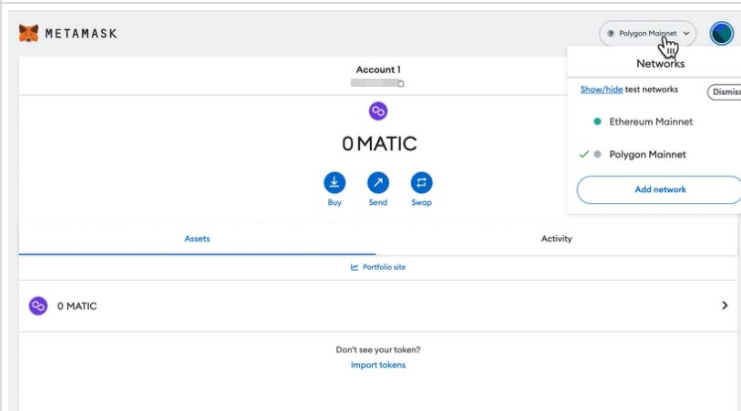 METAMASK
Polygon Mainnet
Networks
Account 1
Show/hide test networks
Dismiss
0 MATIC
Ethereum Mainnet
Polygon Mainnet
Add network
Buy
Send
Swap
Assets
Activity
Portfolio site
0 MATIC
Don't see your token?
Import tokens